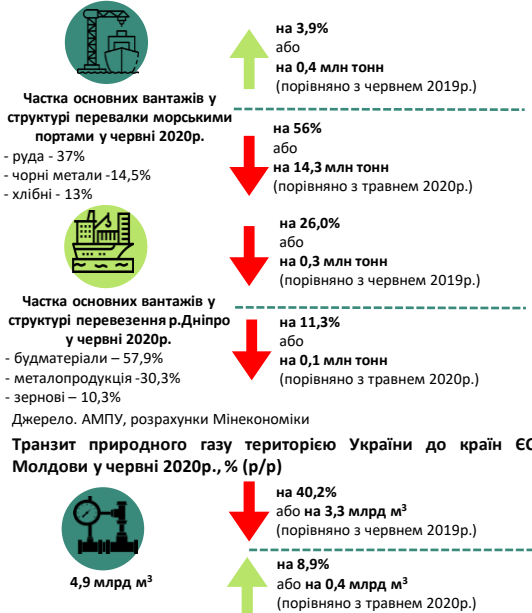 на 3,9%
або
на 0,4 млн тонн
(порівняно з червнем 2019р.)
Частка основних вантажів у
структурі перевалки морськими
портами у червні 2020р.
- руда - 37%
- чорні метали -14,5%
- хлібні - 13%
на 56%
або
на 14,3 млн тонн
(порівняно з травнем 2020р.)
на 26,0%
або
на 0,3 млн тонн
(порівняно з червнем 2019р.)
Частка основних вантажів у
структурі перевезення р.Дніпро
у червні 2020р.
- будматеріали – 57,9%
- металопродукція -30,3%
- зернові – 10,3%
на 11,3%
або
на 0,1 млн тонн
(порівняно з травнем 2020р.)
Джерело. АМПУ, розрахунки Мінекономіки
Транзит природного газу територією України до країн ЄС
Молдови у червні 2020р., % (р/р)
на 40,2%
або на 3,3 млрд м³
(порівняно з червнем 2019р.)
4,9 млрд м³
на 8,9%
або на 0,4 млрд м³
(порівняно з травнем 2020р.)